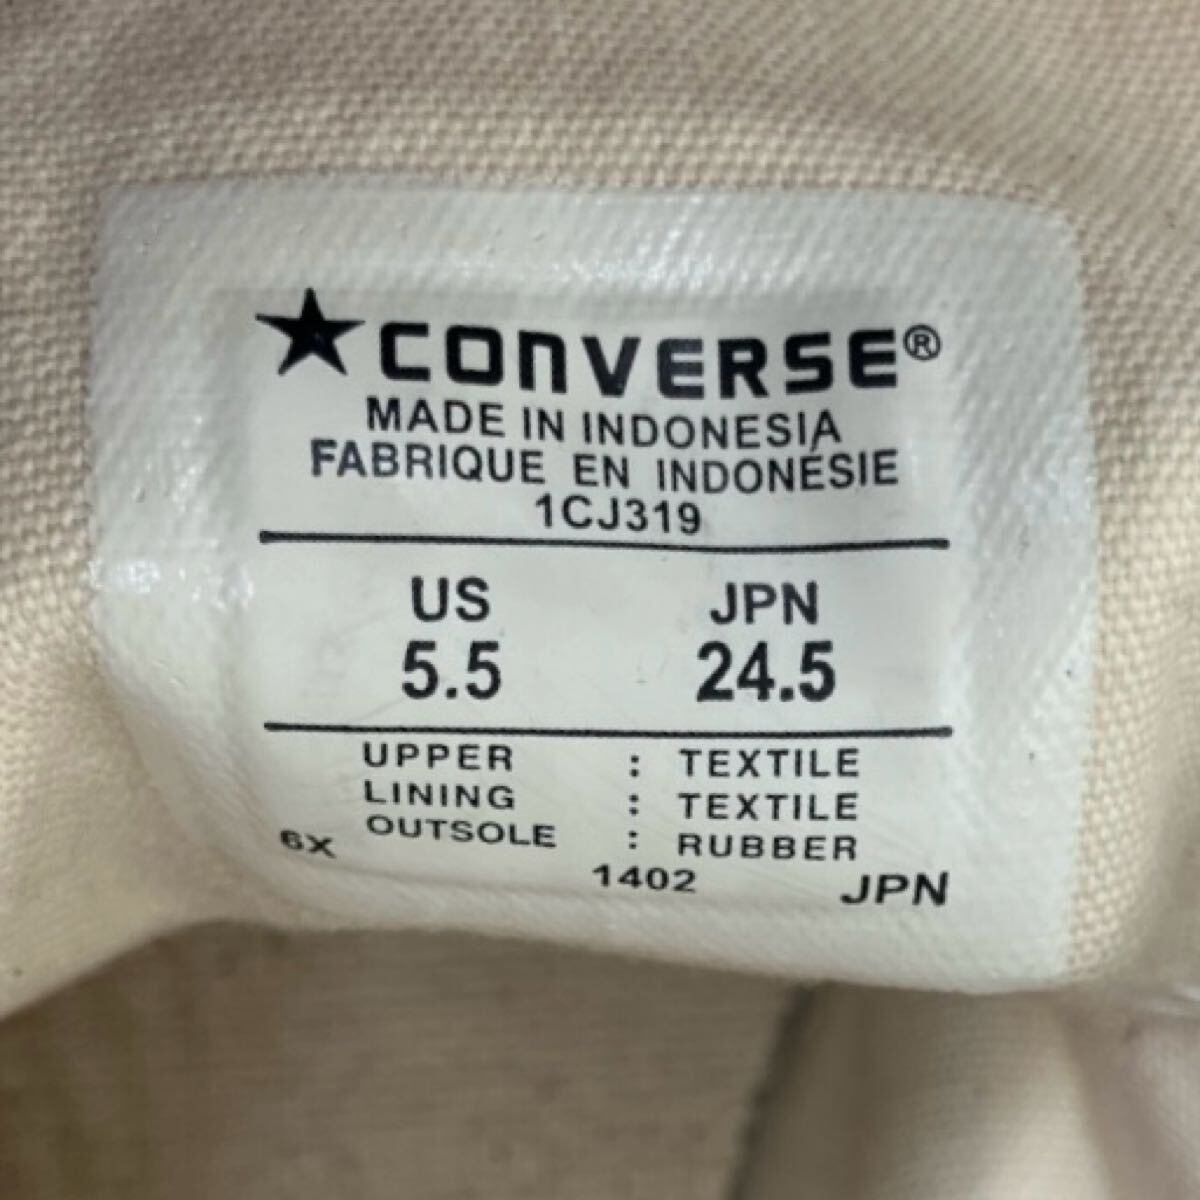 ★CONVERSE®
MADE IN INDONESIA
FABRIQUE EN INDONÉSIE
1CJ319
US JPN
5.5 24.5
UPPER : TEXTILE
LINING : TEXTILE
OUTSOLE : RUBBER
6X 1402 JPN